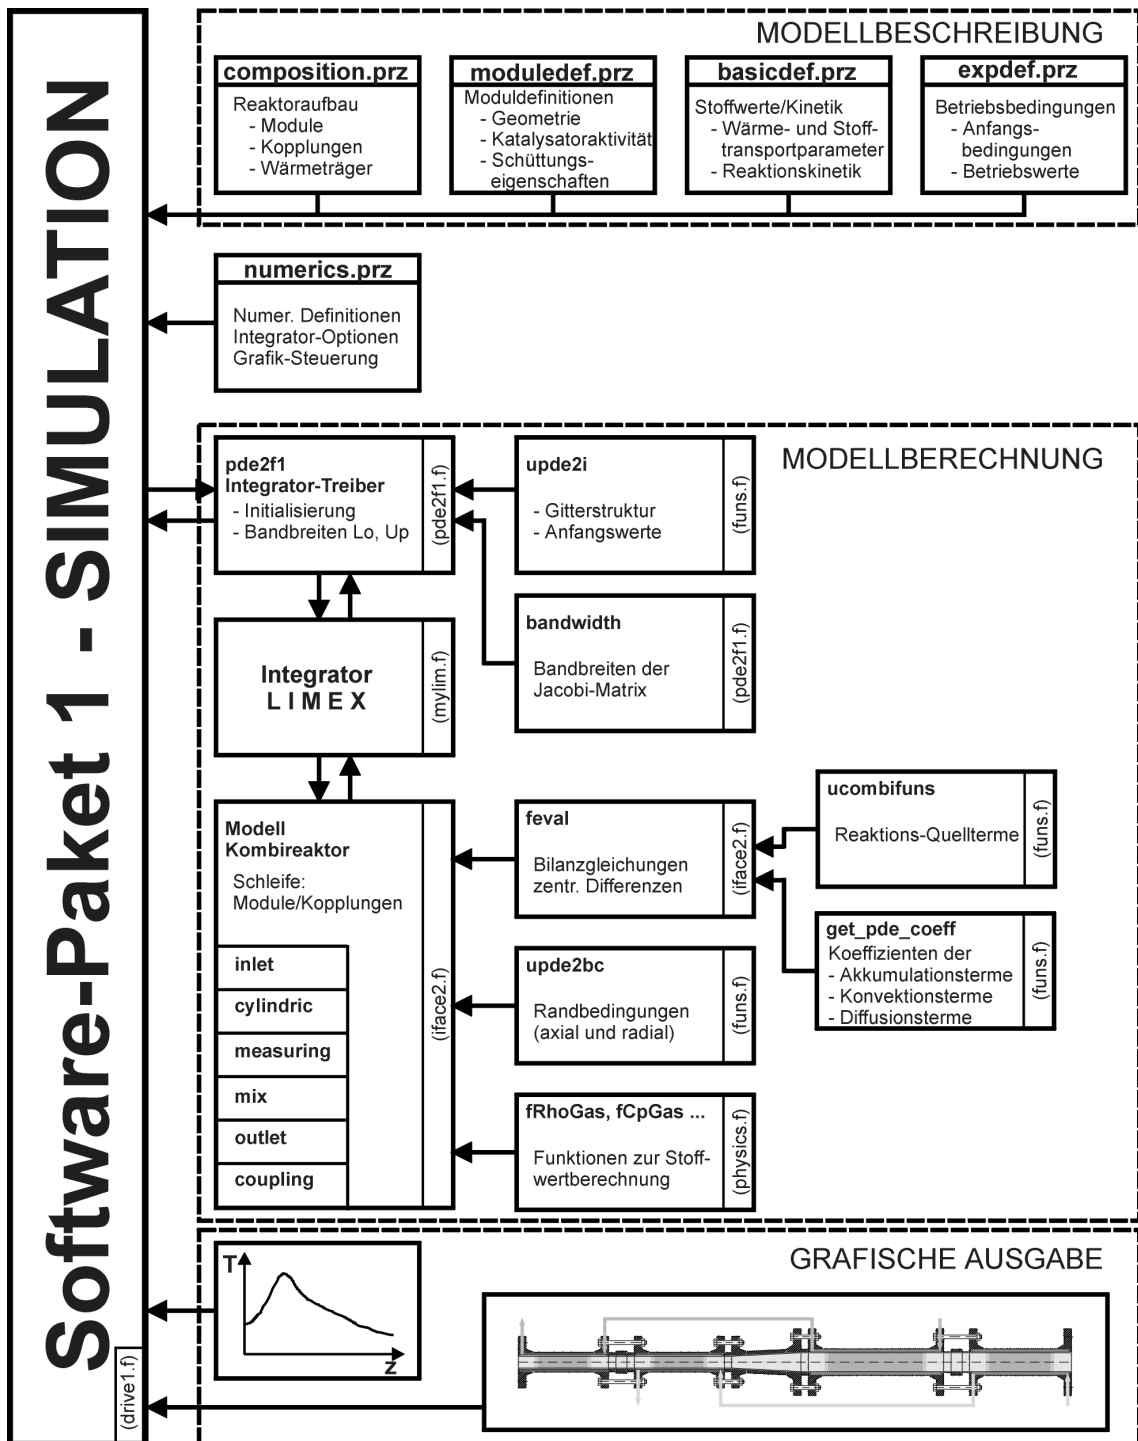 Software-Paket 1 - SIMULATION
(drive1.f)
MODELLBESCHREIBUNG
composition.prz
Reaktoraufbau
- Module
- Kopplungen
- Wärmeträger
moduledef.prz
Moduldefinitionen
- Geometrie
- Katalysatoraktivität
- Schüttungs-
eigenschaften
basicdef.prz
Stoffwerte/Kinetik
- Wärme- und Stoff-
transportparameter
- Reaktionskinetik
expdef.prz
Betriebsbedingungen
- Anfangs-
bedingungen
- Betriebswerte
numerics.prz
Numer. Definitionen
Integrator-Optionen
Grafik-Steuerung
MODELLBERECHNUNG
pde2f1
Integrator-Treiber
- Initialisierung
- Bandbreiten Lo, Up
(pde2f1.f)
upde2i
- Gitterstruktur
- Anfangswerte
(funs.f)
bandwidth
Bandbreiten der
Jacobi-Matrix
(pde2f1.f)
Integrator
L I M E X
(mylim.f)
Modell
Kombireaktor
Schleife:
Module/Kopplungen
inlet
cylindric
measuring
mix
outlet
coupling
(iface2.f)
feval
Bilanzgleichungen
zentr. Differenzen
(iface2.f)
ucombifuns
Reaktions-Quellterme
(funs.f)
get_pde_coeff
Koeffizienten der
- Akkumulationsterme
- Konvektionsterme
- Diffusionsterme
(funs.f)
upde2bc
Randbedingungen
(axial und radial)
(funs.f)
fRhoGas, fCpGas ...
Funktionen zur Stoff-
wertberechnung
(physics.f)
GRAFISCHE AUSGABE
T
z